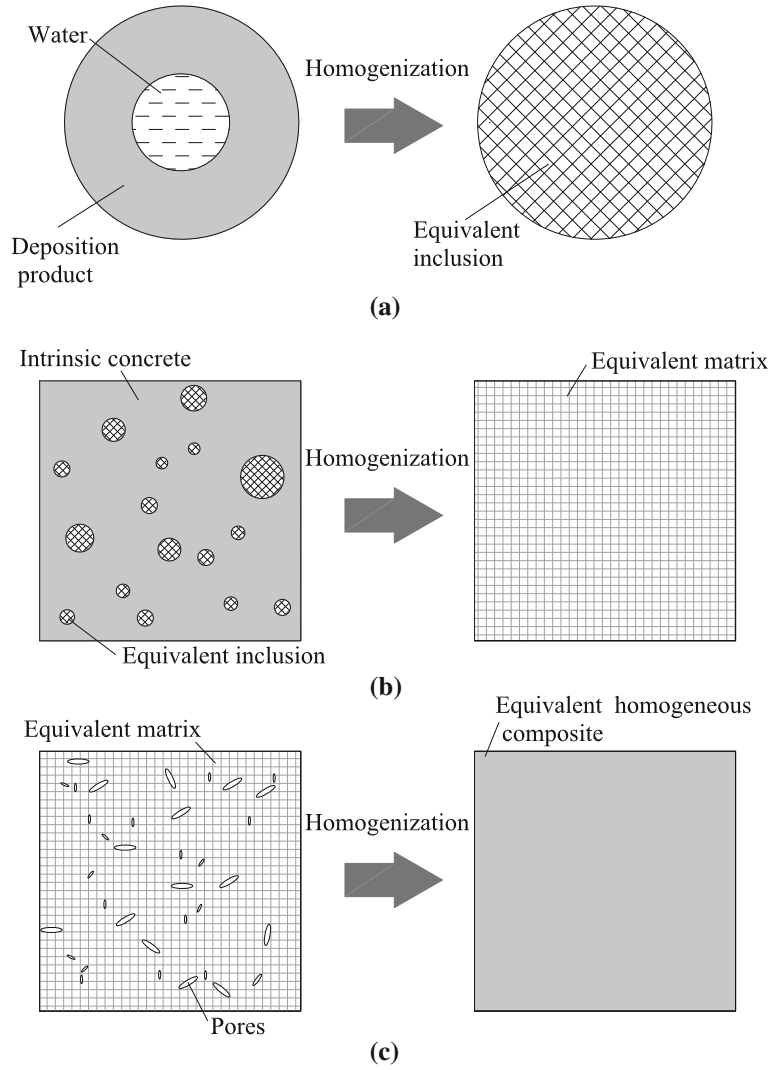 Water
Homogenization
Deposition
product
Equivalent
inclusion
(a)
Intrinsic concrete
Equivalent matrix
Homogenization
Equivalent inclusion
(b)
Equivalent matrix
Equivalent homogeneous
composite
Homogenization
Pores
(c)